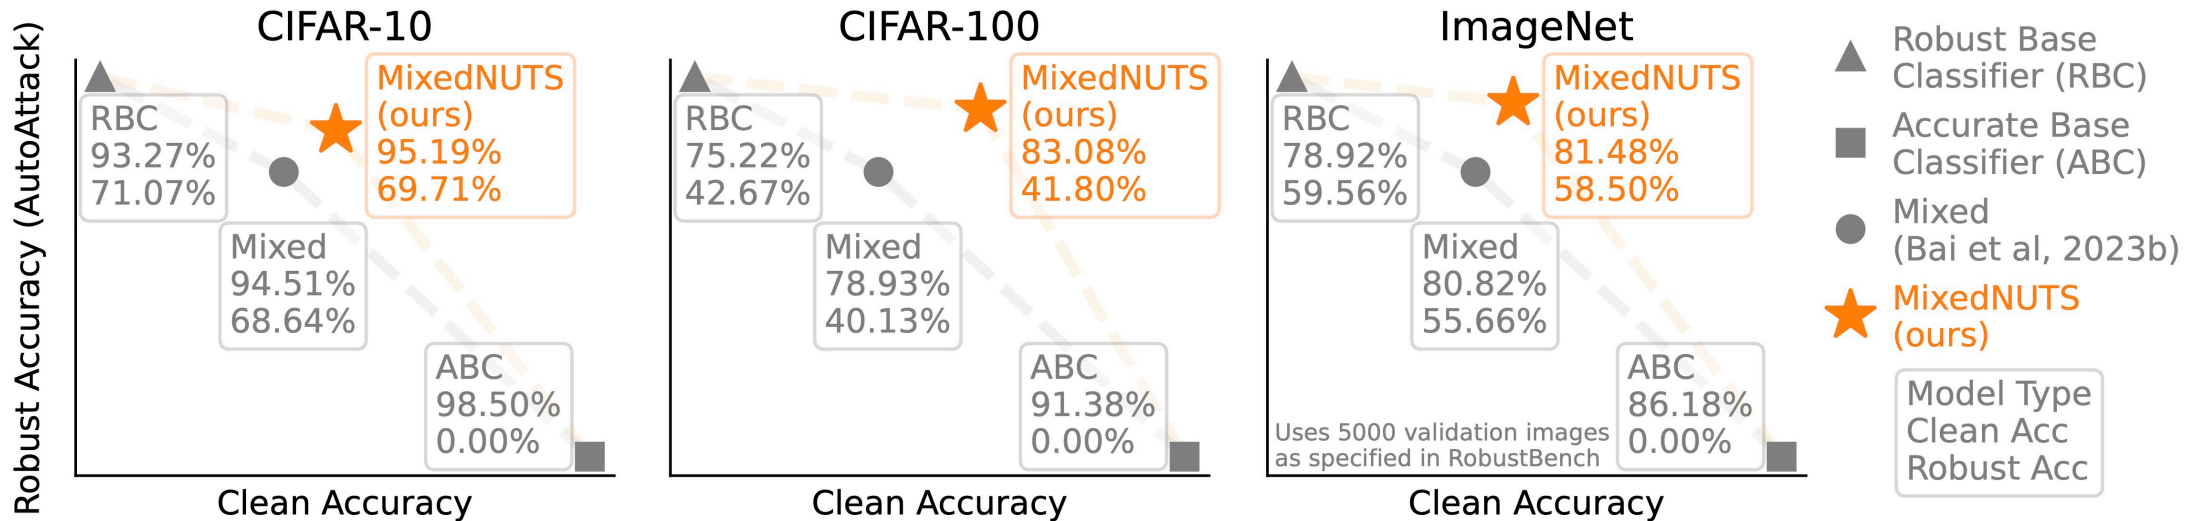 Robust Accuracy (AutoAttack)
CIFAR-10
RBC
93.27%
71.07%
MixedNUTS
(ours)
95.19%
69.71%
Mixed
94.51%
68.64%
ABC
98.50%
0.00%
Clean Accuracy
CIFAR-100
RBC
75.22%
42.67%
MixedNUTS
(ours)
83.08%
41.80%
Mixed
78.93%
40.13%
ABC
91.38%
0.00%
Clean Accuracy
ImageNet
RBC
78.92%
59.56%
MixedNUTS
(ours)
81.48%
58.50%
Mixed
80.82%
55.66%
ABC
86.18%
0.00%
Uses 5000 validation images
as specified in RobustBench
Clean Accuracy
Robust Base
Classifier (RBC)
Accurate Base
Classifier (ABC)
Mixed
(Bai et al, 2023b)
MixedNUTS
(ours)
Model Type
Clean Acc
Robust Acc